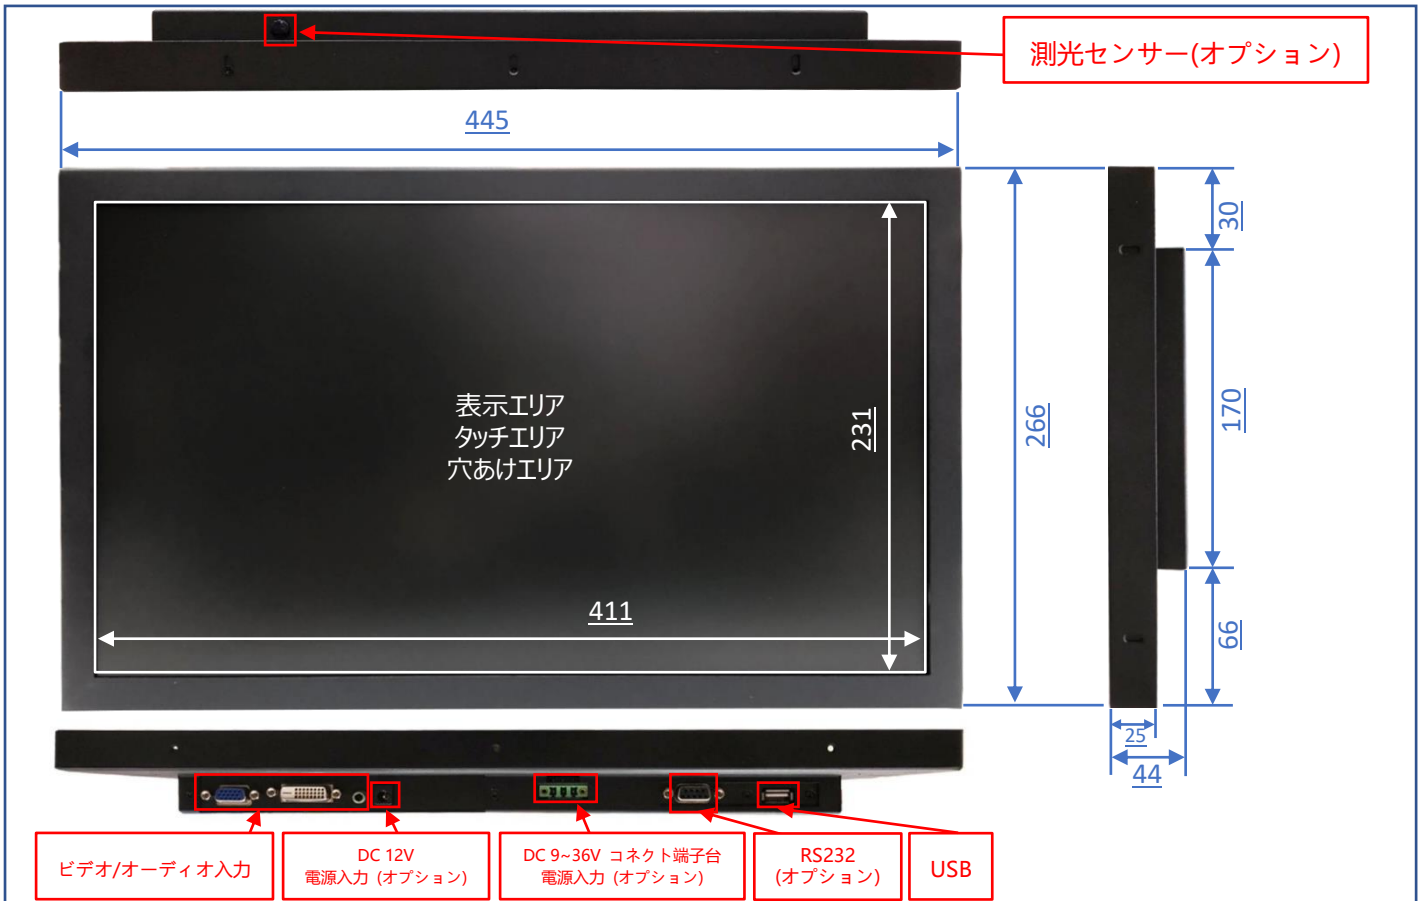 測光センサー(オプション)
445
30
表示エリア
タッチエリア
穴あけエリア
231
266
170
411
66
25
44
ビデオ/オーディオ入力
DC 12V
電源入力 (オプション)
DC 9~36V コネクト端子台
電源入力 (オプション)
RS232
(オプション)
USB